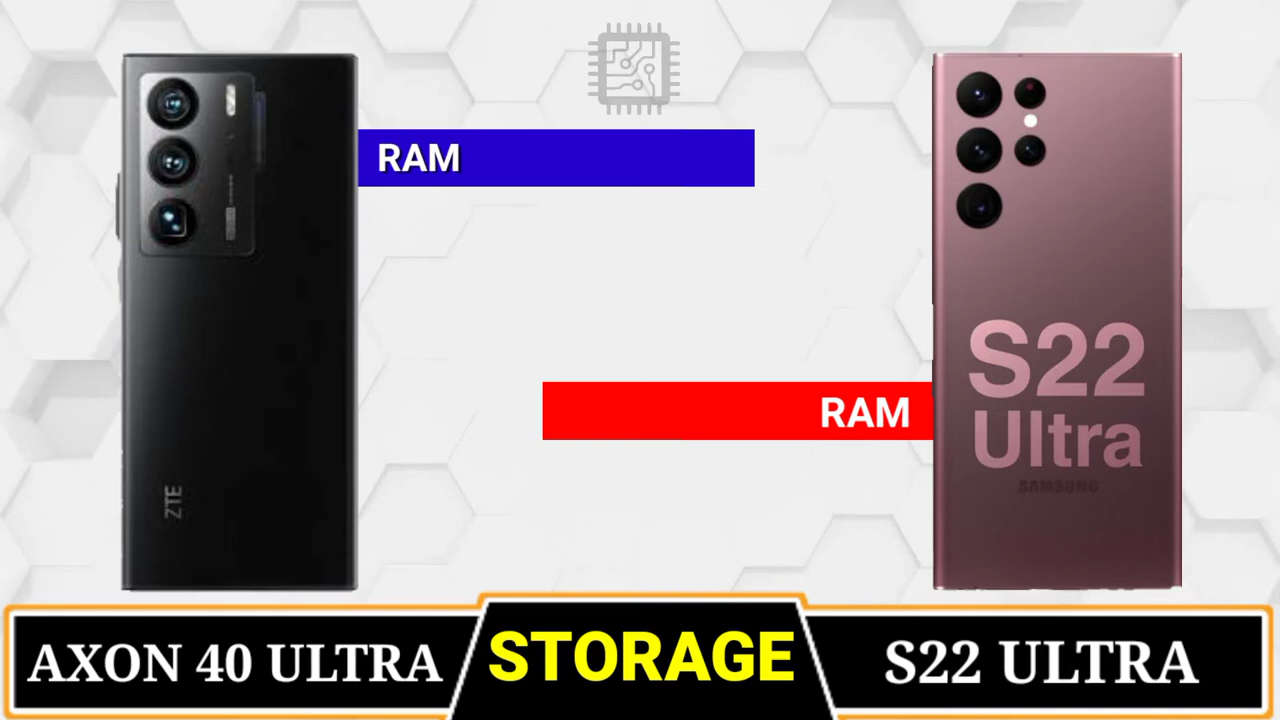 RAM
RAM
S22
Ultra
SAMSUNG
ZTE
AXON 40 ULTRA
STORAGE
S22 ULTRA